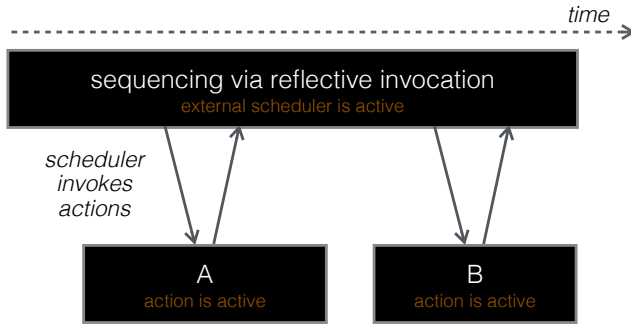 time
sequencing via reflective invocation
external scheduler is active
scheduler
invokes
actions
A
action is active
B
action is active